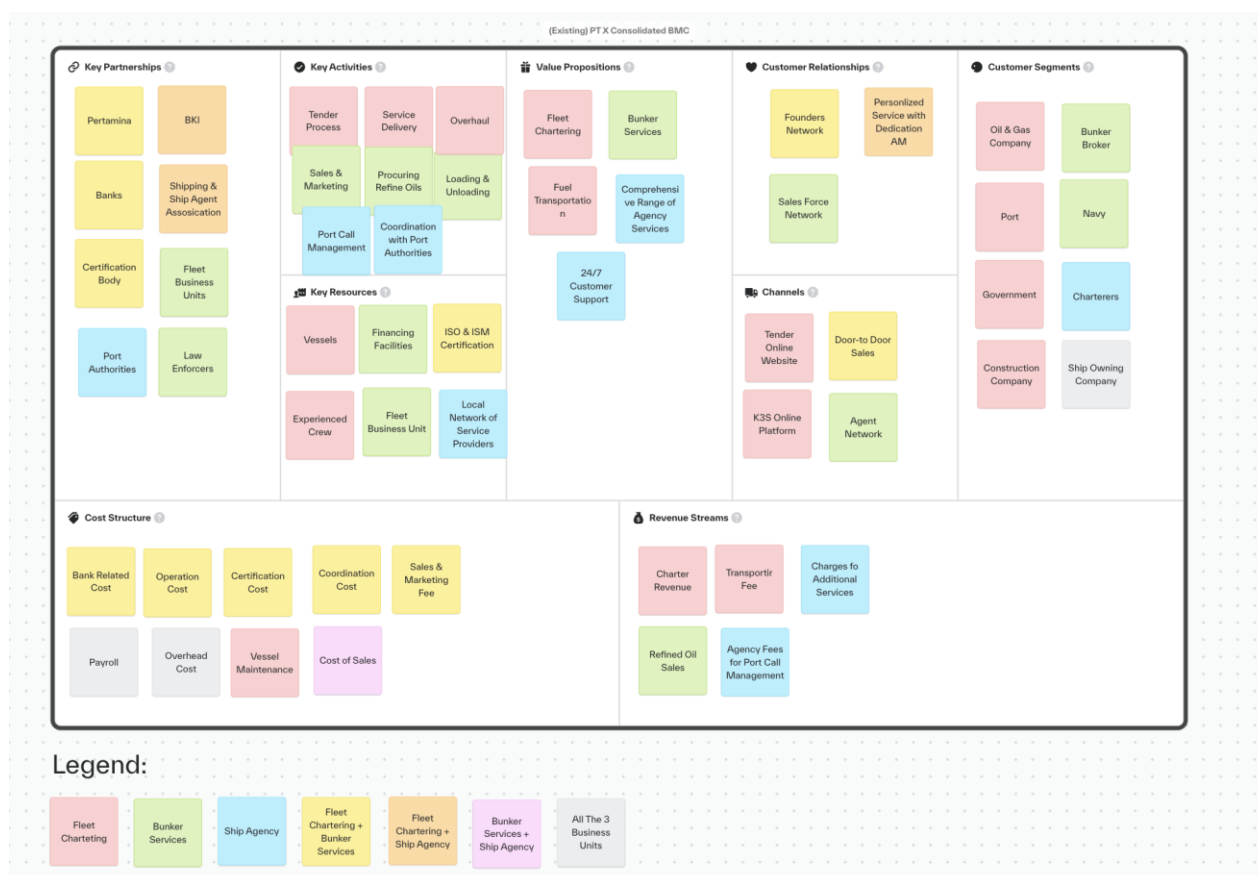 (Existing) PT X Consolidated BMC
Key Partnerships
Pertamina
BKI
Banks
Shipping &
Ship Agent
Assosication
Certification
Body
Fleet
Business
Units
Port
Authorities
Law
Enforcers
Key Activities
Tender
Process
Service
Delivery
Overhaul
Sales &
Marketing
Procuring
Refine Oils
Loading &
Unloading
Port Call
Management
Coordination
with Port
Authorities
Key Resources
Vessels
Financing
Facilities
ISO & ISM
Certification
Experienced
Crew
Fleet
Business Unit
Local
Network of
Service
Providers
Value Propositions
Fleet
Chartering
Bunker
Services
Fuel
Transportatio
n
Comprehensi
ve Range of
Agency
Services
24/7
Customer
Support
Customer Relationships
Founders
Network
Personlized
Service with
Dedication
AM
Sales Force
Network
Channels
Tender
Online
Website
Door-to Door
Sales
K3S Online
Platform
Agent
Network
Customer Segments
Oil & Gas
Company
Bunker
Broker
Port
Navy
Government
Charterers
Construction
Company
Ship Owning
Company
Cost Structure
Bank Related
Cost
Operation
Cost
Certification
Cost
Coordination
Cost
Sales &
Marketing
Fee
Payroll
Overhead
Cost
Vessel
Maintenance
Cost of Sales
Revenue Streams
Charter
Revenue
Transportir
Fee
Charges fo
Additional
Services
Refined Oil
Sales
Agency Fees
for Port Call
Management
Legend:
Fleet
Charteting
Bunker
Services
Ship Agency
Fleet
Chartering +
Bunker
Services
Fleet
Chartering +
Ship Agency
Bunker
Services +
Ship Agency
All The 3
Business
Units